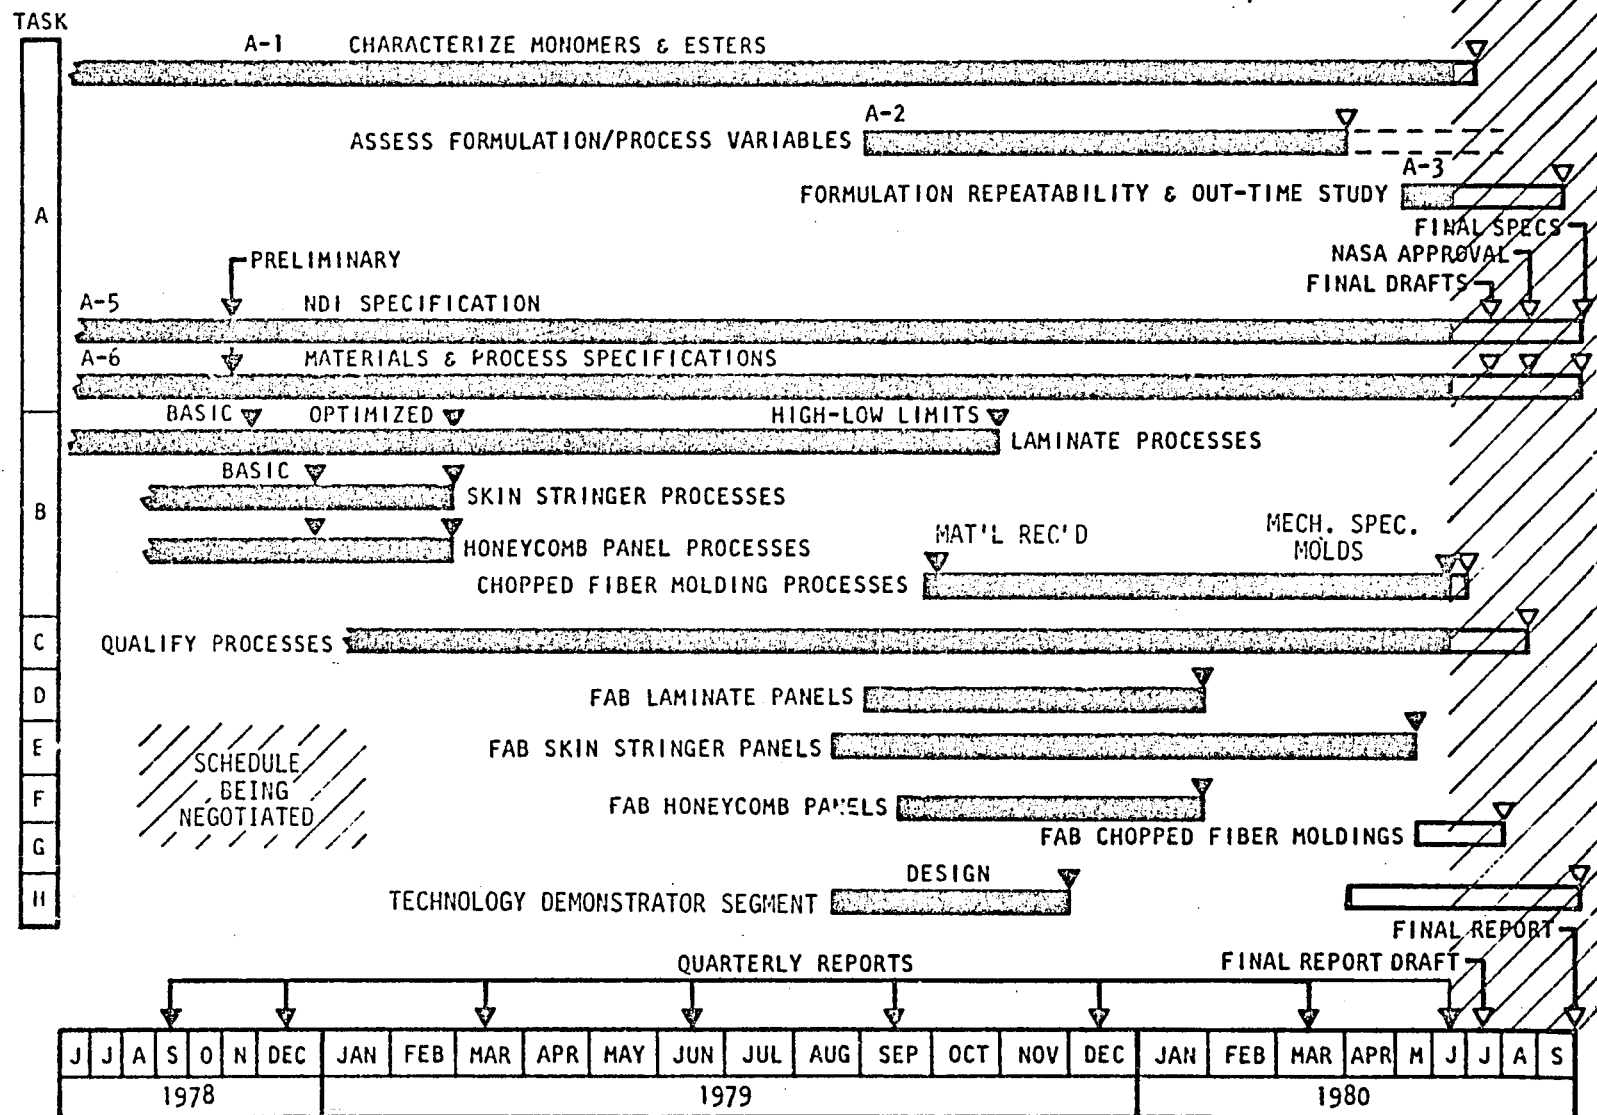 TASK
A-1 CHARACTERIZE MONOMERS & ESTERS
A-2
ASSESS FORMULATION/PROCESS VARIABLES
A-3
FORMULATION REPEATABILITY & OUT-TIME STUDY
A
FINAL SPECS
PRELIMINARY
NASA APPROVAL
FINAL DRAFTS
A-5 NDI SPECIFICATION
A-6 MATERIALS & PROCESS SPECIFICATIONS
BASIC OPTIMIZED HIGH-LOW LIMITS
LAMINATE PROCESSES
BASIC
SKIN STRINGER PROCESSES
B
HONEYCOMB PANEL PROCESSES
MAT'L REC'D
MECH. SPEC.
MOLDS
CHOPPED FIBER MOLDING PROCESSES
C
QUALIFY PROCESSES
D
FAB LAMINATE PANELS
E
FAB SKIN STRINGER PANELS
SCHEDULE
BEING
NEGOTIATED
F
FAB HONEYCOMB PANELS
G
FAB CHOPPED FIBER MOLDINGS
H
DESIGN
TECHNOLOGY DEMONSTRATOR SEGMENT
FINAL REPORT
QUARTERLY REPORTS
FINAL REPORT DRAFT
J J A S O N DEC JAN FEB MAR APR MAY JUN JUL AUG SEP OCT NOV DEC JAN FEB MAR APR M J J A S
1978 1979 1980